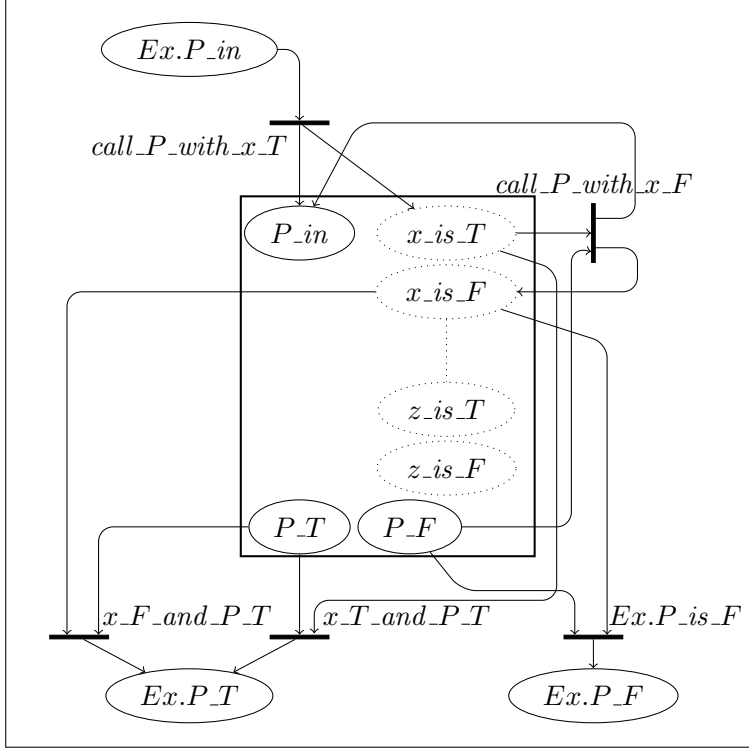 Ex.P_in
call_P_with_x_T
call_P_with_x_F
P_in
x_is_T
x_is_F
z_is_T
z_is_F
P_T
P_F
x_F_and_P_T
x_T_and_P_T
Ex.P_is_F
Ex.P_T
Ex.P_F